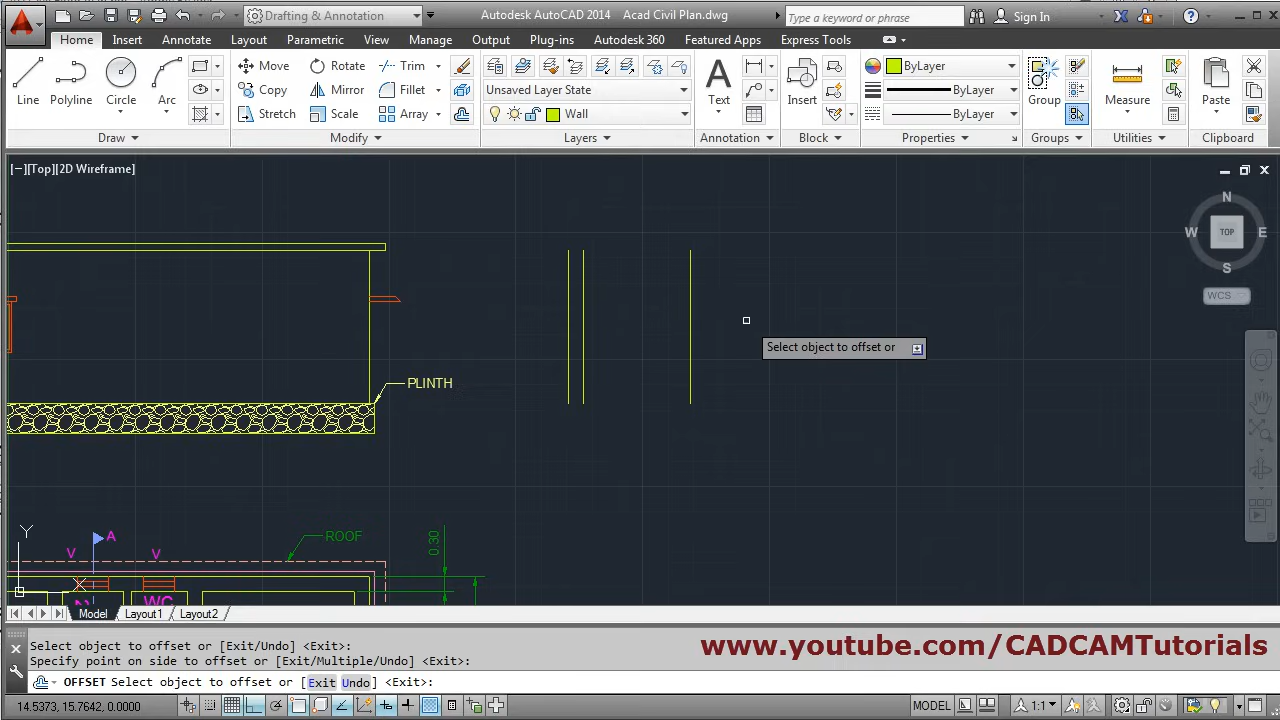 Drafting & Annotation
Autodesk AutoCAD 2014 Acad Civil Plan.dwg
Type a keyword or phrase
Sign In
Home Insert Annotate Layout Parametric View Manage Output Plug-ins Autodesk 360 Featured Apps Express Tools
Line Polyline Circle Arc
Move Rotate Trim
Copy Mirror Fillet
Stretch Scale Array
Unsaved Layer State
Wall
Text
Insert
ByLayer
ByLayer
ByLayer
Group
Measure
Paste
Draw Modify Layers Annotation Block Properties Groups Utilities Clipboard
[−][Top][2D Wireframe]
N
W TOP E
S
WCS
Select object to offset or
PLINTH
Y
A
V V
ROOF
0.30
WC
Model Layout1 Layout2
Select object to offset or [Exit/Undo] <Exit>:
Specify point on side to offset or [Exit/Multiple/Undo] <Exit>:
OFFSET Select object to offset or [Exit Undo] <Exit>:
www.youtube.com/CADCAMTutorials
14.5373, 15.7642, 0.0000
MODEL
1:1